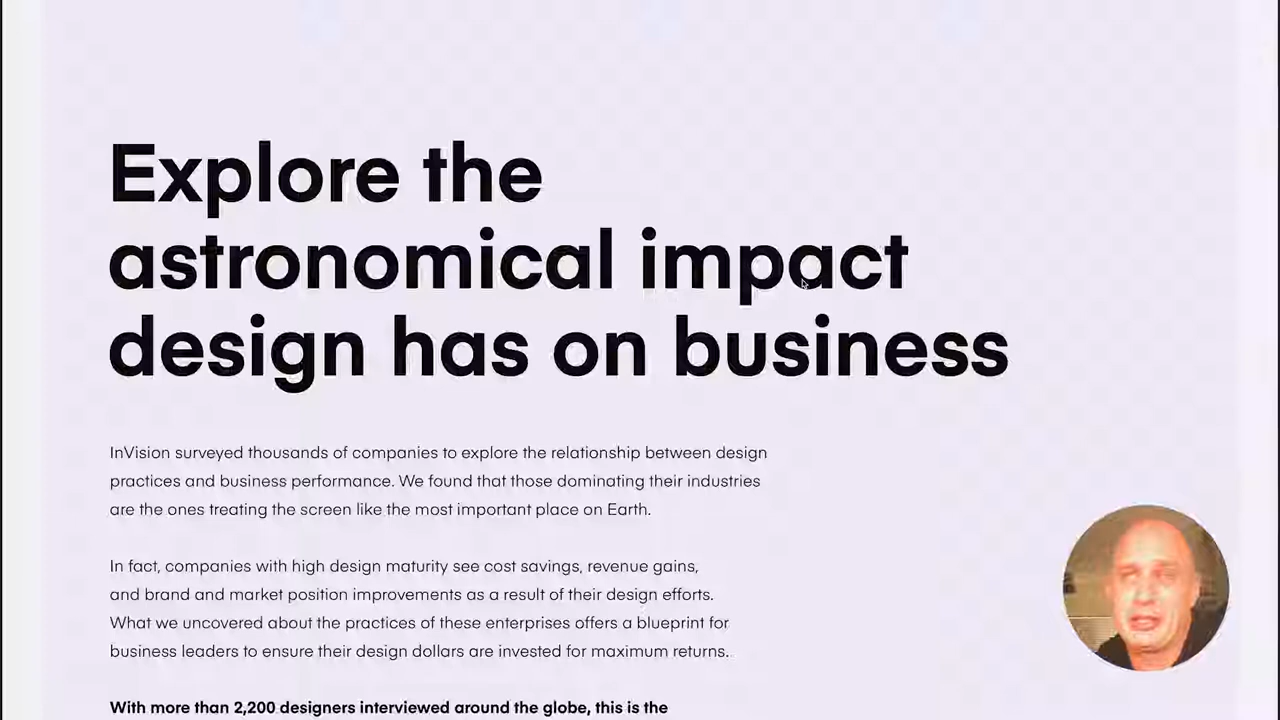 Explore the
astronomical impact
design has on business
InVision surveyed thousands of companies to explore the relationship between design
practices and business performance. We found that those dominating their industries
are the ones treating the screen like the most important place on Earth.
In fact, companies with high design maturity see cost savings, revenue gains,
and brand and market position improvements as a result of their design efforts.
What we uncovered about the practices of these enterprises offers a blueprint for
business leaders to ensure their design dollars are invested for maximum returns.
With more than 2,200 designers interviewed around the globe, this is the